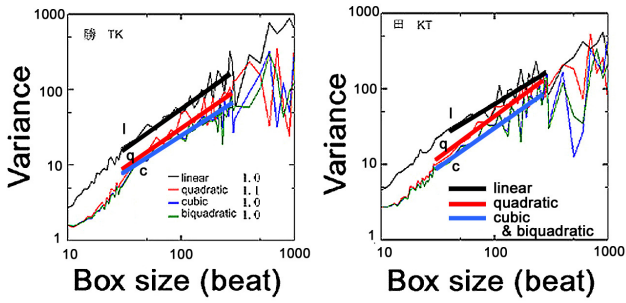 勝 TK
1000
100
10
1
Variance
l
q
c
linear 1.0
quadratic 1.1
cubic 1.0
biquadratic 1.0
10 100 1000
Box size (beat)
田 KT
1000
100
10
1
Variance
l
q
c
linear
quadratic
cubic
& biquadratic
10 100 1000
Box size (beat)